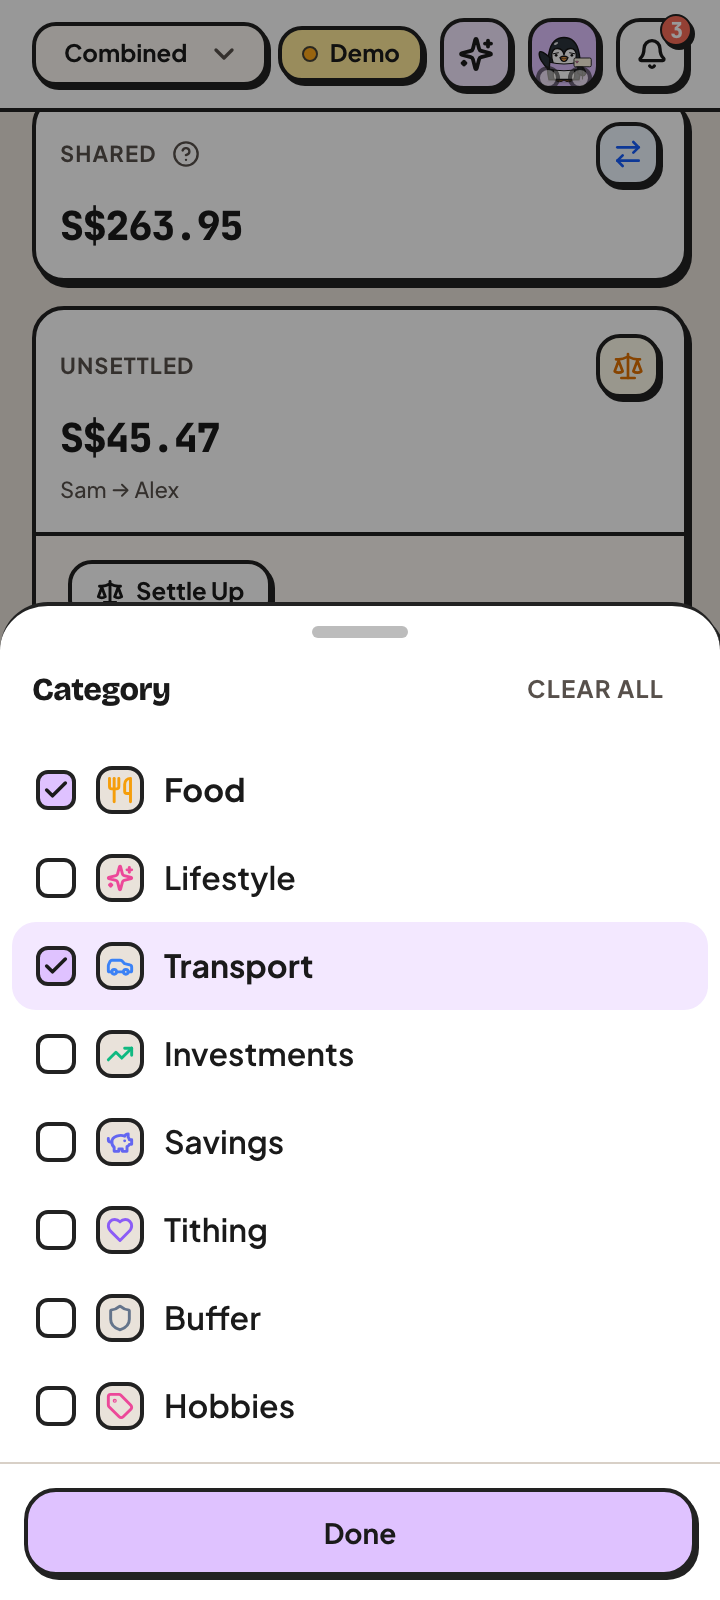 Combined
Demo
3
SHARED
S$263.95
UNSETTLED
S$45.47
Sam → Alex
Settle Up
Category
CLEAR ALL
Food
Lifestyle
Transport
Investments
Savings
Tithing
Buffer
Hobbies
Done